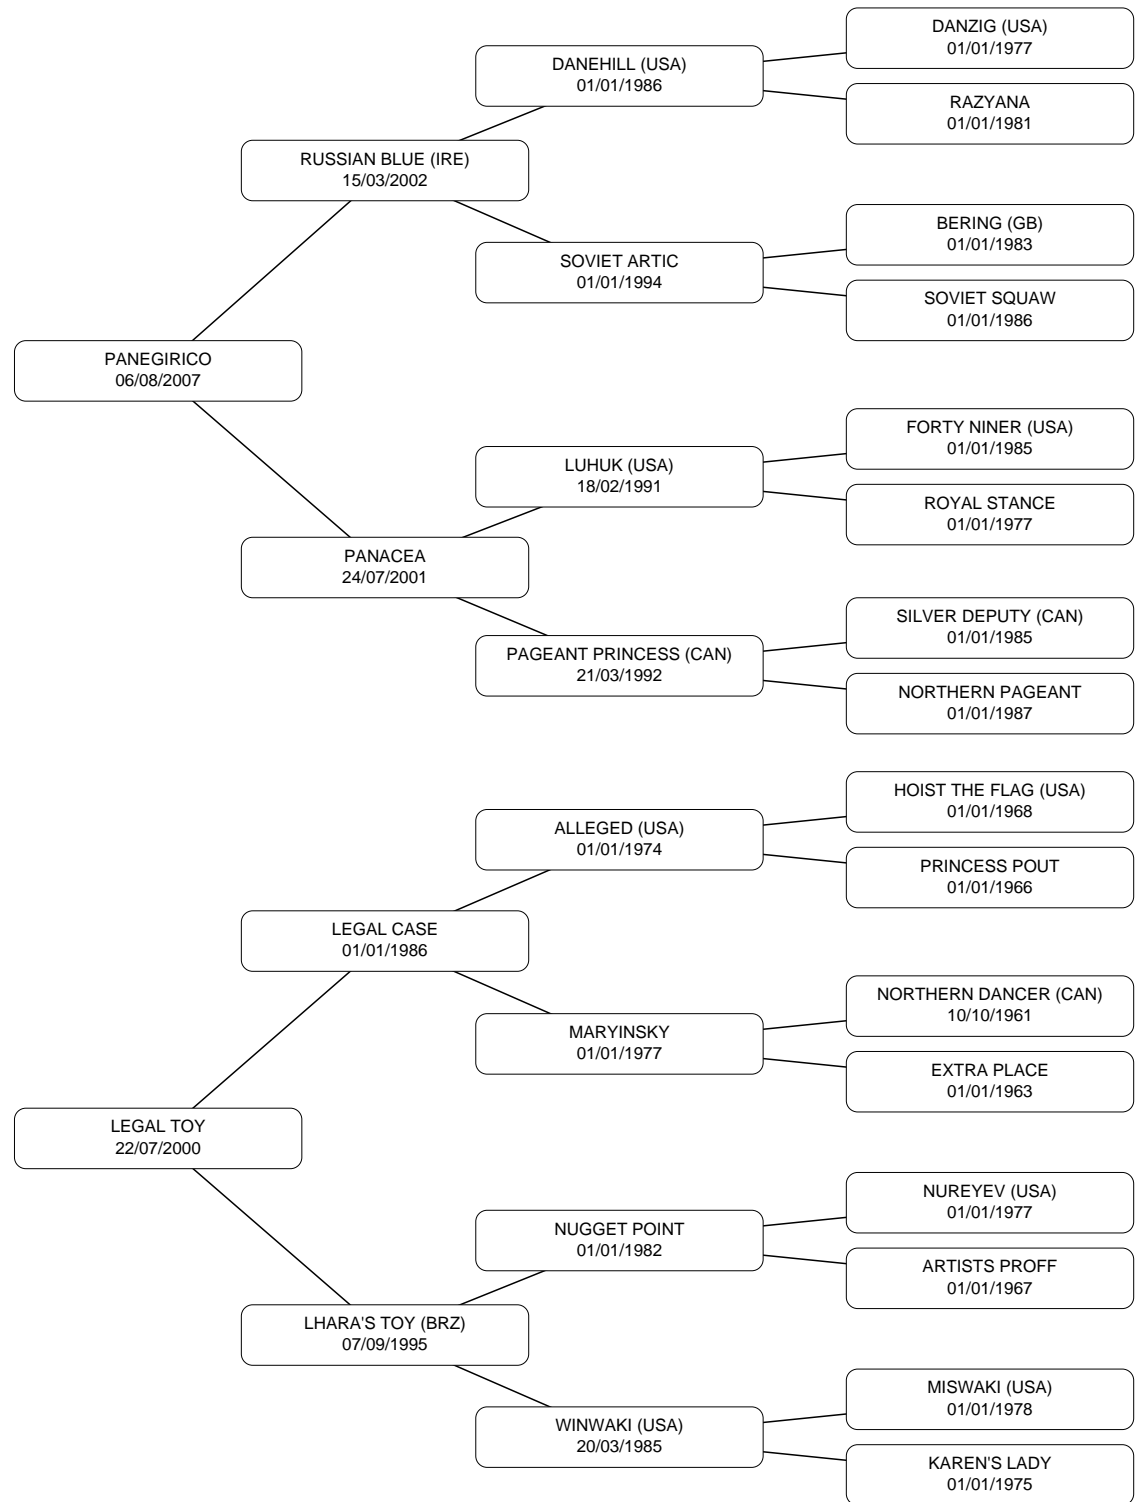 DANZIG (USA)
01/01/1977
DANEHILL (USA)
01/01/1986
RAZYANA
01/01/1981
RUSSIAN BLUE (IRE)
15/03/2002
BERING (GB)
01/01/1983
SOVIET ARTIC
01/01/1994
SOVIET SQUAW
01/01/1986
PANEGIRICO
06/08/2007
FORTY NINER (USA)
01/01/1985
LUHUK (USA)
18/02/1991
ROYAL STANCE
01/01/1977
PANACEA
24/07/2001
SILVER DEPUTY (CAN)
01/01/1985
PAGEANT PRINCESS (CAN)
21/03/1992
NORTHERN PAGEANT
01/01/1987
HOIST THE FLAG (USA)
01/01/1968
ALLEGED (USA)
01/01/1974
PRINCESS POUT
01/01/1966
LEGAL CASE
01/01/1986
NORTHERN DANCER (CAN)
10/10/1961
MARYINSKY
01/01/1977
EXTRA PLACE
01/01/1963
LEGAL TOY
22/07/2000
NUREYEV (USA)
01/01/1977
NUGGET POINT
01/01/1982
ARTISTS PROFF
01/01/1967
LHARA'S TOY (BRZ)
07/09/1995
MISWAKI (USA)
01/01/1978
WINWAKI (USA)
20/03/1985
KAREN'S LADY
01/01/1975